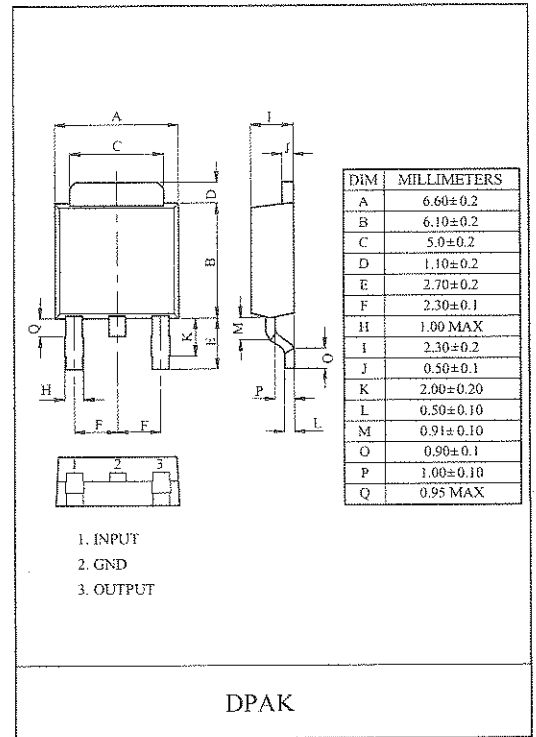 A
C
D
B
Q
K
E
H
F F
I
J
M
O
P
L
DIM MILLIMETERS
A 6.60±0.2
B 6.10±0.2
C 5.0±0.2
D 1.10±0.2
E 2.70±0.2
F 2.30±0.1
H 1.00 MAX
I 2.30±0.2
J 0.50±0.1
K 2.00±0.20
L 0.50±0.10
M 0.91±0.10
O 0.90±0.1
P 1.00±0.10
Q 0.95 MAX
1 2 3
1. INPUT
2. GND
3. OUTPUT
DPAK